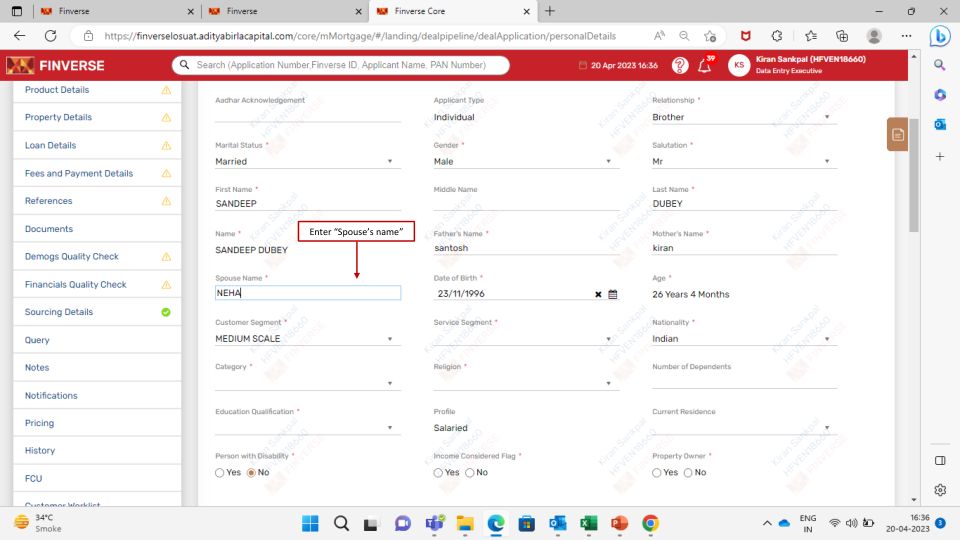 Finverse
Finverse
Finverse Core
https://finverselosuat.adityabirlacapital.com/core/mMortgage/#/landing/dealpipeline/dealApplication/personalDetails
FINVERSE
Search (Application Number,Finverse ID, Applicant Name, PAN Number)
20 Apr 2023 16:36
39
KS
Kiran Sankpal (HFVEN18660)
Data Entry Executive
Product Details
Property Details
Loan Details
Fees and Payment Details
References
Documents
Demogs Quality Check
Financials Quality Check
Sourcing Details
Query
Notes
Notifications
Pricing
History
FCU
Customer Worklist
Aadhar Acknowledgement
Applicant Type
Relationship *
Individual
Brother
Marital Status *
Gender *
Salutation *
Married
Male
Mr
First Name *
Middle Name
Last Name *
SANDEEP
DUBEY
Enter “Spouse’s name”
Name *
Father's Name *
Mother's Name *
SANDEEP DUBEY
santosh
kiran
Spouse Name *
Date of Birth *
Age *
NEHA
23/11/1996
26 Years 4 Months
Customer Segment *
Service Segment *
Nationality *
MEDIUM SCALE
Indian
Category *
Religion *
Number of Dependents
Education Qualification *
Profile
Current Residence
Salaried
Person with Disability *
Income Considered Flag *
Property Owner *
Yes No
Yes No
Yes No
34°C
Smoke
ENG
IN
16:36
20-04-2023
3